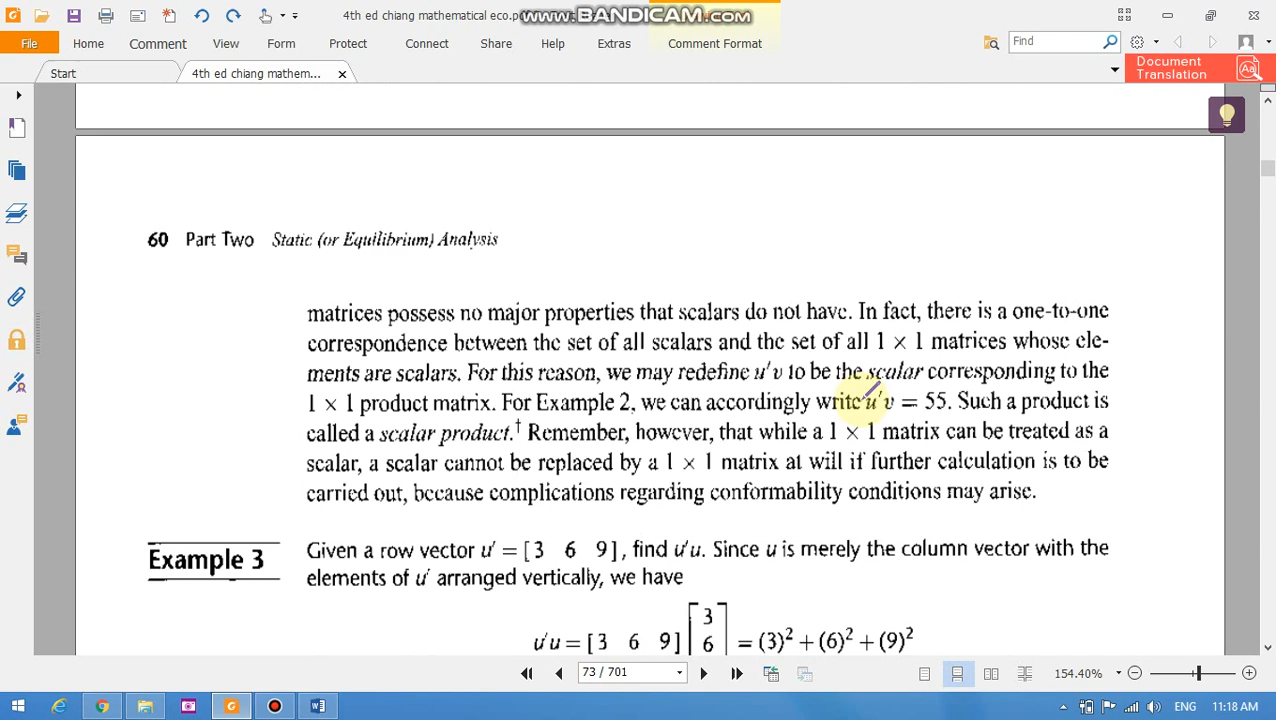 4th ed chiang mathematical eco.p
www.BANDICAM.com
File Home Comment View Form Protect Connect Share Help Extras Comment Format Find
Start 4th ed chiang mathem... Document Translation
60 Part Two Static (or Equilibrium) Analysis
matrices possess no major properties that scalars do not have. In fact, there is a one-to-one
correspondence between the set of all scalars and the set of all 1 × 1 matrices whose ele-
ments are scalars. For this reason, we may redefine u′v to be the scalar corresponding to the
1 × 1 product matrix. For Example 2, we can accordingly write u′v = 55. Such a product is
called a scalar product.† Remember, however, that while a 1 × 1 matrix can be treated as a
scalar, a scalar cannot be replaced by a 1 × 1 matrix at will if further calculation is to be
carried out, because complications regarding conformability conditions may arise.
Example 3 Given a row vector u′ = [3 6 9], find u′u. Since u is merely the column vector with the
elements of u′ arranged vertically, we have
3
u′u = [3 6 9] 6 = (3)² + (6)² + (9)²
73 / 701 154.40%
ENG 11:18 AM